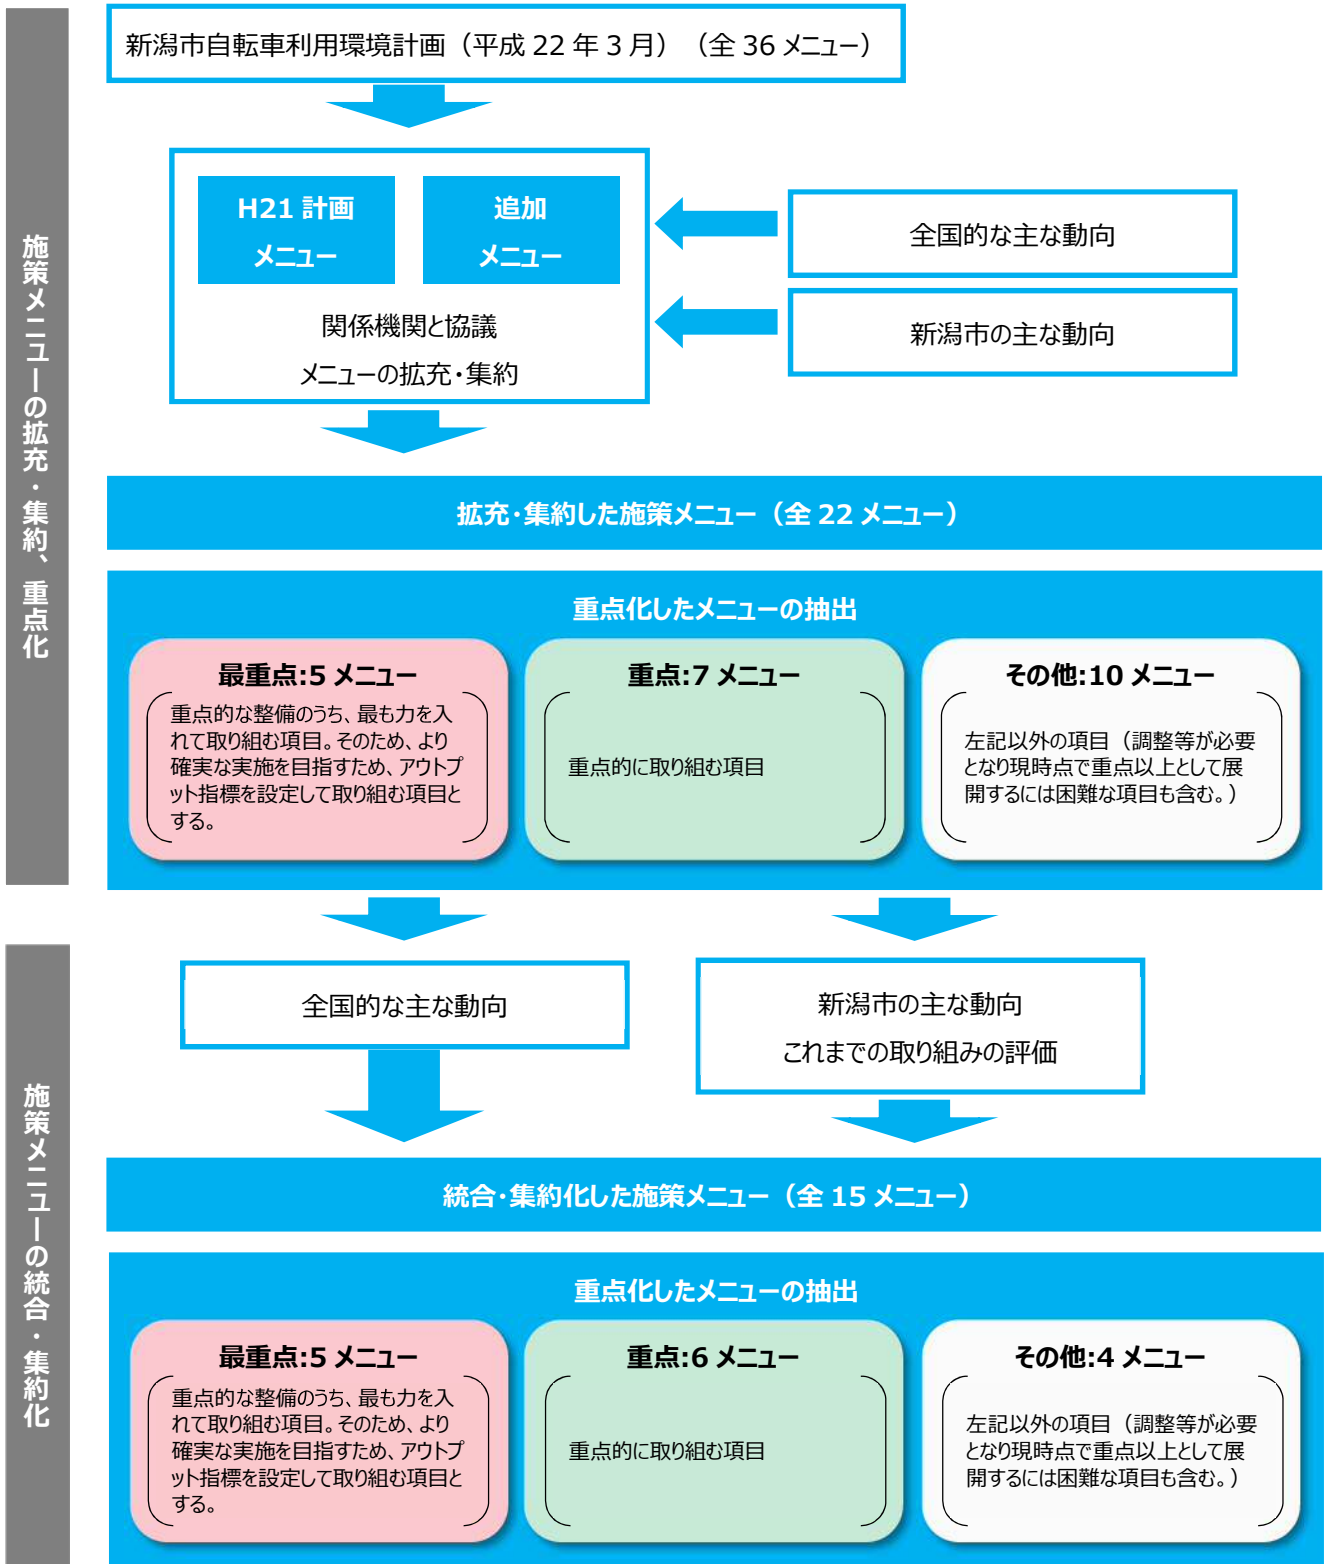 新潟市自転車利用環境計画（平成 22 年 3 月）（全 36 メニュー）
施策メニューの拡充・集約、重点化
H21 計画
メニュー
追加
メニュー
関係機関と協議
メニューの拡充・集約
全国的な主な動向
新潟市の主な動向
拡充・集約した施策メニュー（全 22 メニュー）
重点化したメニューの抽出
最重点:5 メニュー
重点的な整備のうち、最も力を入
れて取り組む項目。そのため、より
確実な実施を目指すため、アウトプ
ット指標を設定して取り組む項目と
する。
重点:7 メニュー
重点的に取り組む項目
その他:10 メニュー
左記以外の項目（調整等が必要
となり現時点で重点以上として展
開するには困難な項目も含む。）
施策メニューの統合・集約化
全国的な主な動向
新潟市の主な動向
これまでの取り組みの評価
統合・集約化した施策メニュー（全 15 メニュー）
重点化したメニューの抽出
最重点:5 メニュー
重点的な整備のうち、最も力を入
れて取り組む項目。そのため、より
確実な実施を目指すため、アウトプ
ット指標を設定して取り組む項目と
する。
重点:6 メニュー
重点的に取り組む項目
その他:4 メニュー
左記以外の項目（調整等が必要
となり現時点で重点以上として展
開するには困難な項目も含む。）